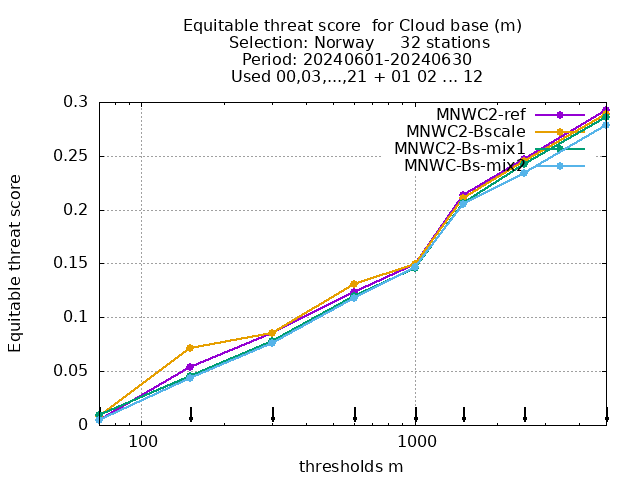 Equitable threat score  for Cloud base (m)
Selection: Norway     32 stations
Period: 20240601-20240630
Used 00,03,...,21 + 01 02 ... 12
MNWC2-ref
MNWC2-Bscale
MNWC2-Bs-mix1
MNWC-Bs-mix2
Equitable threat score
0.3
0.25
0.2
0.15
0.1
0.05
0
100
1000
thresholds m